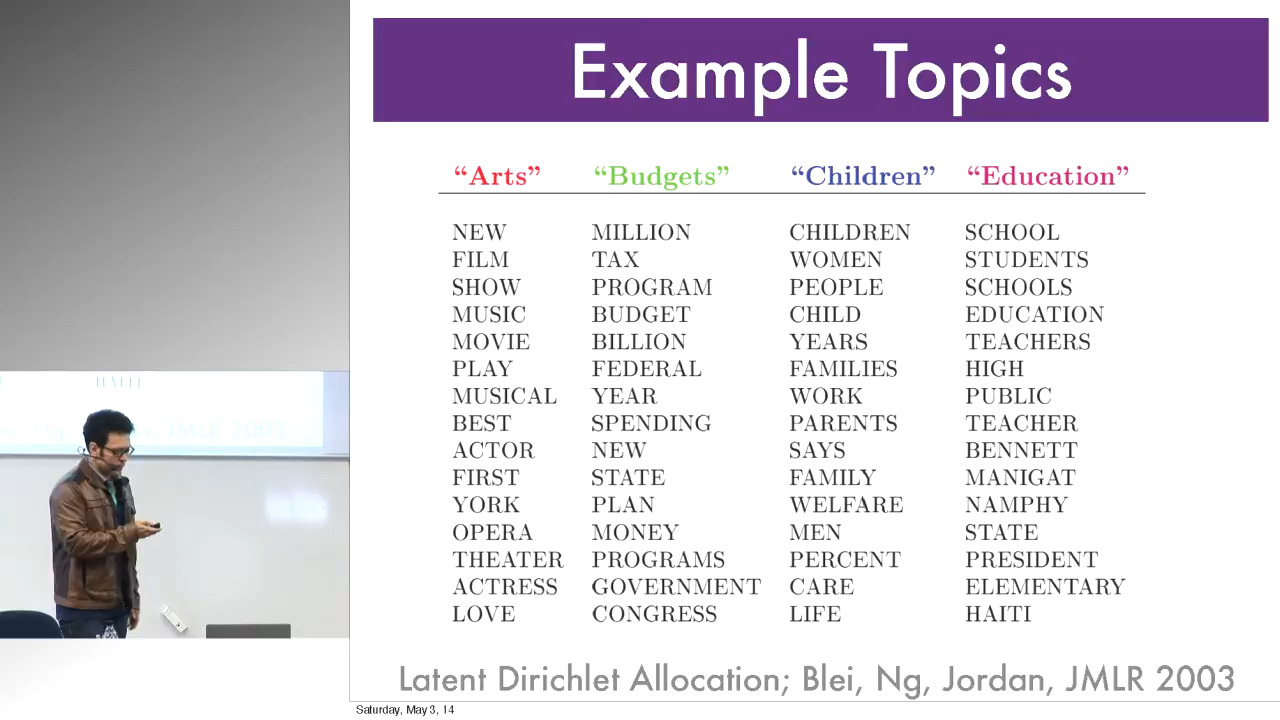 Example Topics
“Arts” “Budgets” “Children” “Education”
NEW MILLION CHILDREN SCHOOL
FILM TAX WOMEN STUDENTS
SHOW PROGRAM PEOPLE SCHOOLS
MUSIC BUDGET CHILD EDUCATION
MOVIE BILLION YEARS TEACHERS
PLAY FEDERAL FAMILIES HIGH
MUSICAL YEAR WORK PUBLIC
BEST SPENDING PARENTS TEACHER
ACTOR NEW SAYS BENNETT
FIRST STATE FAMILY MANIGAT
YORK PLAN WELFARE NAMPHY
OPERA MONEY MEN STATE
THEATER PROGRAMS PERCENT PRESIDENT
ACTRESS GOVERNMENT CARE ELEMENTARY
LOVE CONGRESS LIFE HAITI
Latent Dirichlet Allocation; Blei, Ng, Jordan, JMLR 2003
Saturday, May 3, 14
JMLR 2003